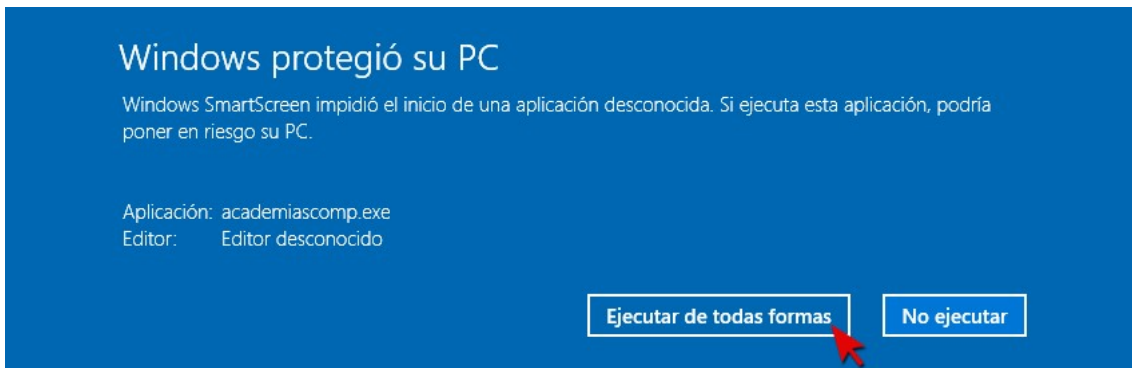 Windows protegió su PC
Windows SmartScreen impidió el inicio de una aplicación desconocida. Si ejecuta esta aplicación, podría
poner en riesgo su PC.
Aplicación: academiascomp.exe
Editor: Editor desconocido
Ejecutar de todas formas No ejecutar